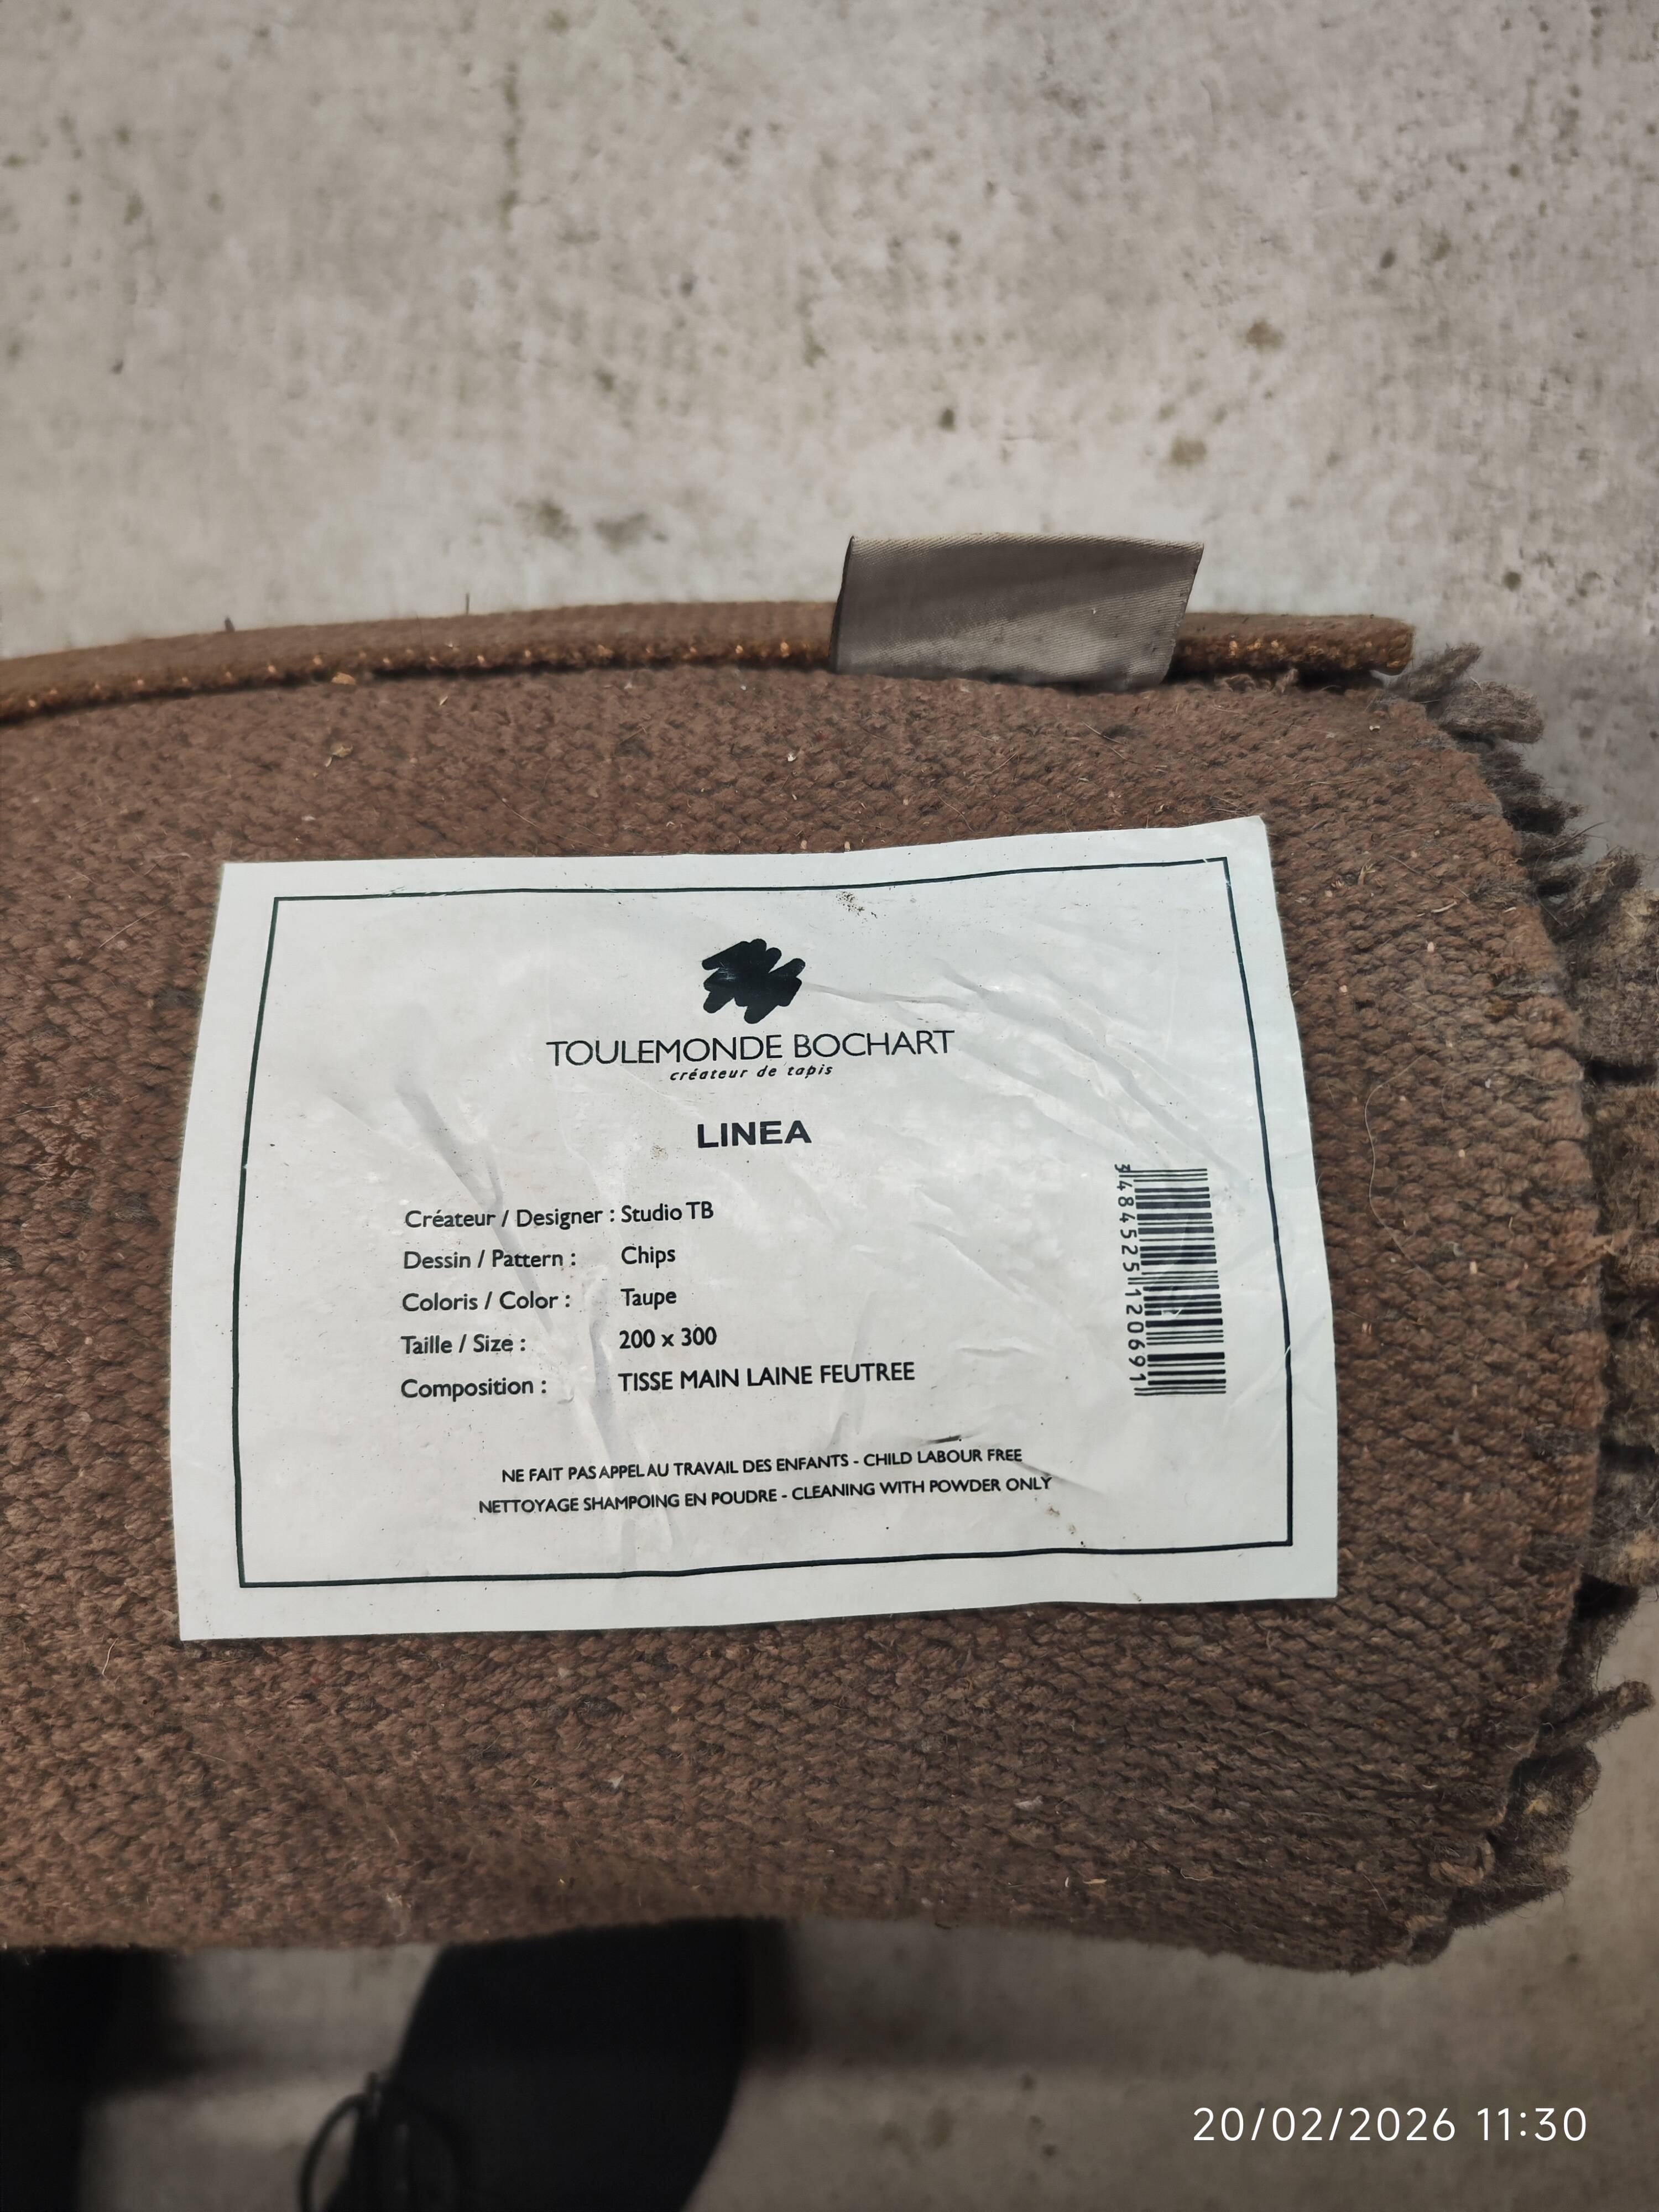 TOULEMONDE BOCHART
créateur de tapis
LINEA
Créateur / Designer : Studio TB
Dessin / Pattern : Chips
Coloris / Color : Taupe
Taille / Size : 200 x 300
Composition : TISSE MAIN LAINE FEUTREE
3484525120691
NE FAIT PAS APPEL AU TRAVAIL DES ENFANTS - CHILD LABOUR FREE
NETTOYAGE SHAMPOING EN POUDRE - CLEANING WITH POWDER ONLY
20/02/2026 11:30